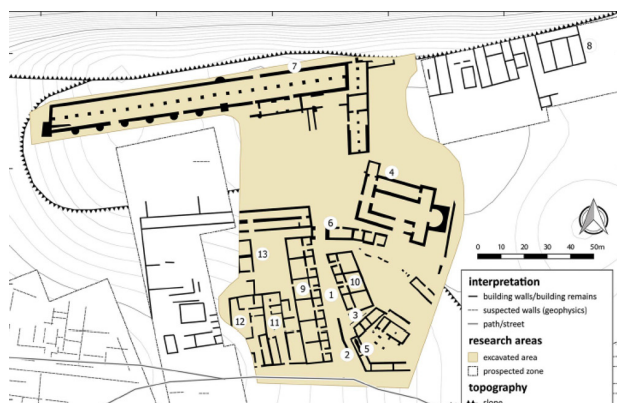 7
8
4
6
13
9
1
10
12
11
3
2
5
0 10 20 30 40 50m
interpretation
building walls/building remains
suspected walls (geophysics)
path/street
research areas
excavated area
prospected zone
topography
slope